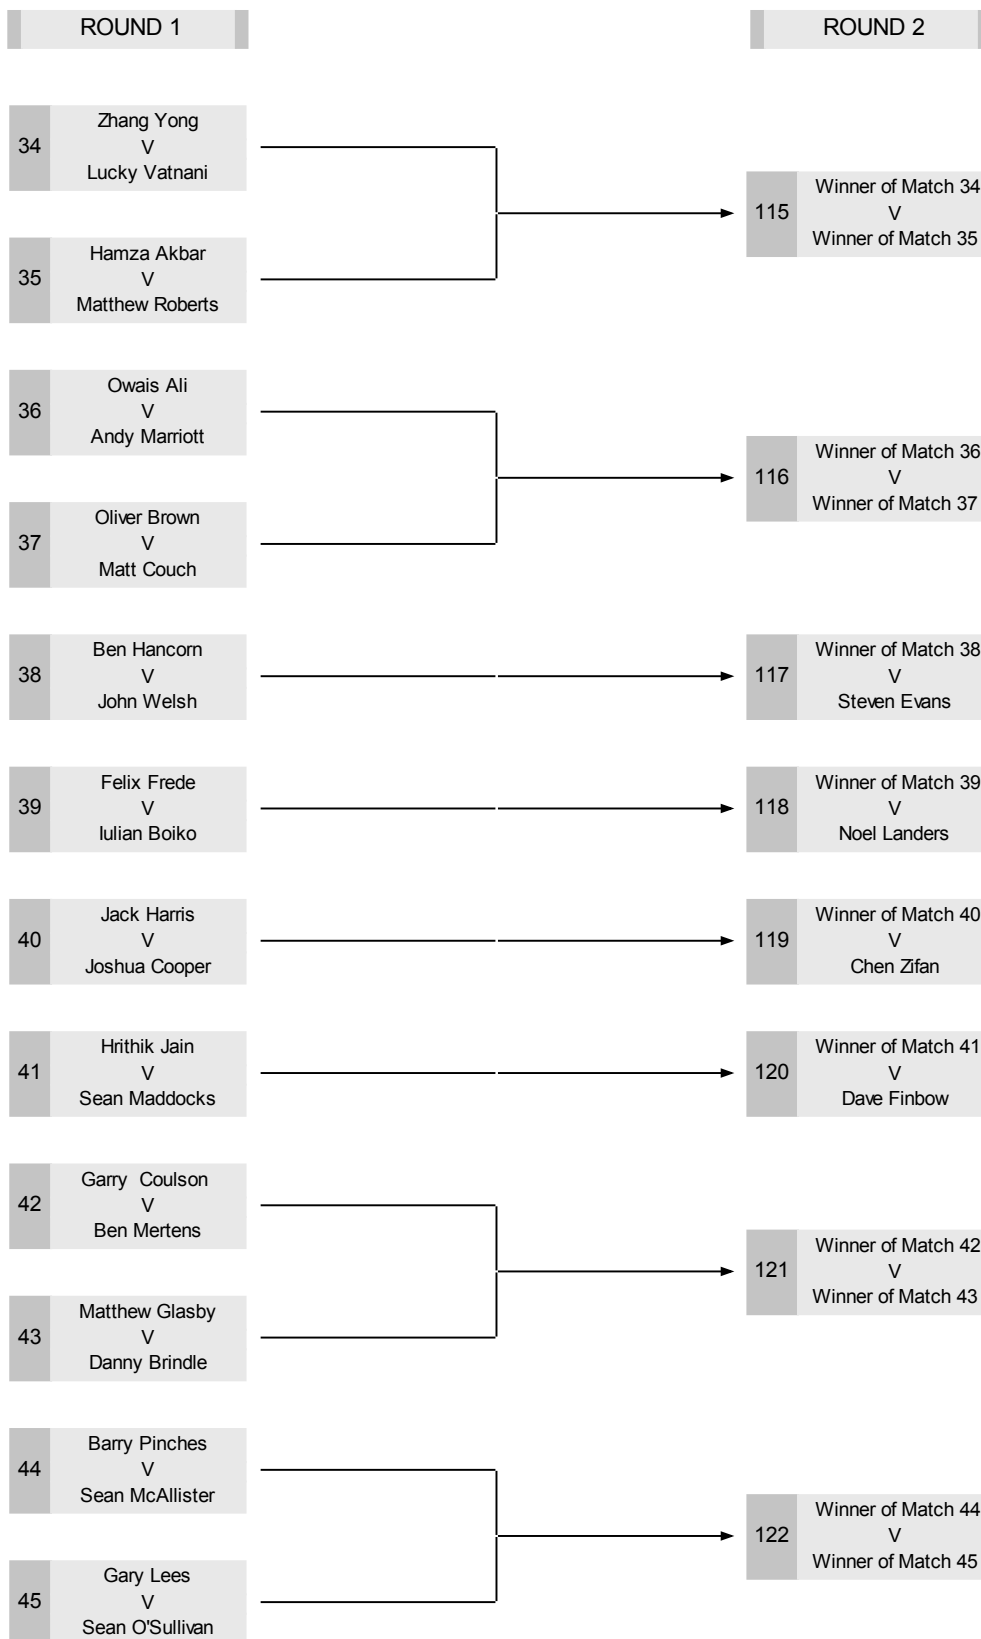 ROUND 1
ROUND 2
34
Zhang Yong
V
Lucky Vatnani
35
Hamza Akbar
V
Matthew Roberts
115
Winner of Match 34
V
Winner of Match 35
36
Owais Ali
V
Andy Marriott
37
Oliver Brown
V
Matt Couch
116
Winner of Match 36
V
Winner of Match 37
38
Ben Hancorn
V
John Welsh
117
Winner of Match 38
V
Steven Evans
39
Felix Frede
V
Iulian Boiko
118
Winner of Match 39
V
Noel Landers
40
Jack Harris
V
Joshua Cooper
119
Winner of Match 40
V
Chen Zifan
41
Hrithik Jain
V
Sean Maddocks
120
Winner of Match 41
V
Dave Finbow
42
Garry  Coulson
V
Ben Mertens
43
Matthew Glasby
V
Danny Brindle
121
Winner of Match 42
V
Winner of Match 43
44
Barry Pinches
V
Sean McAllister
45
Gary Lees
V
Sean O'Sullivan
122
Winner of Match 44
V
Winner of Match 45